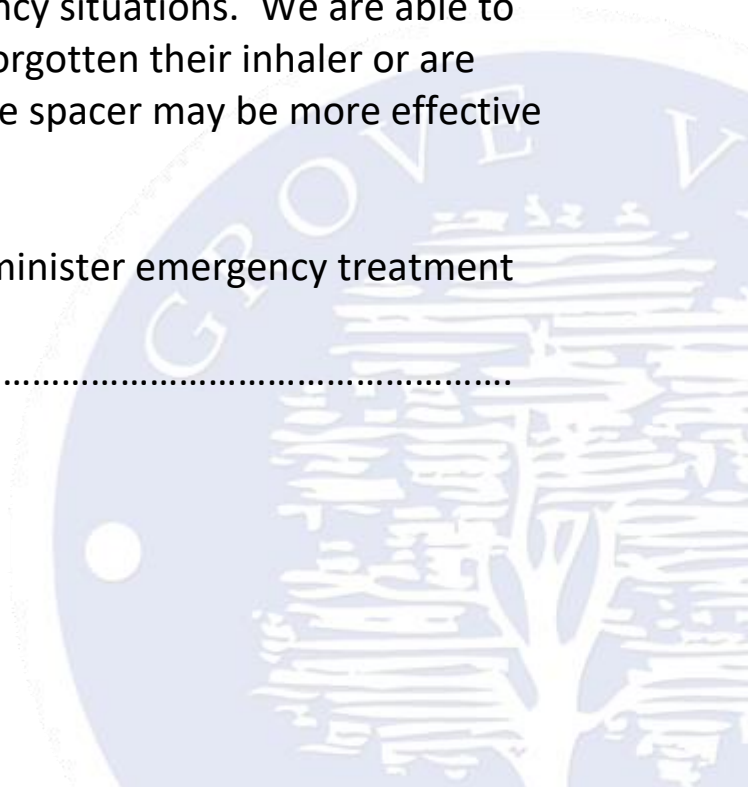 ncy situations. We are able to
orgotten their inhaler or are
e spacer may be more effective
GROVE V
minister emergency treatment
……………………………………………….